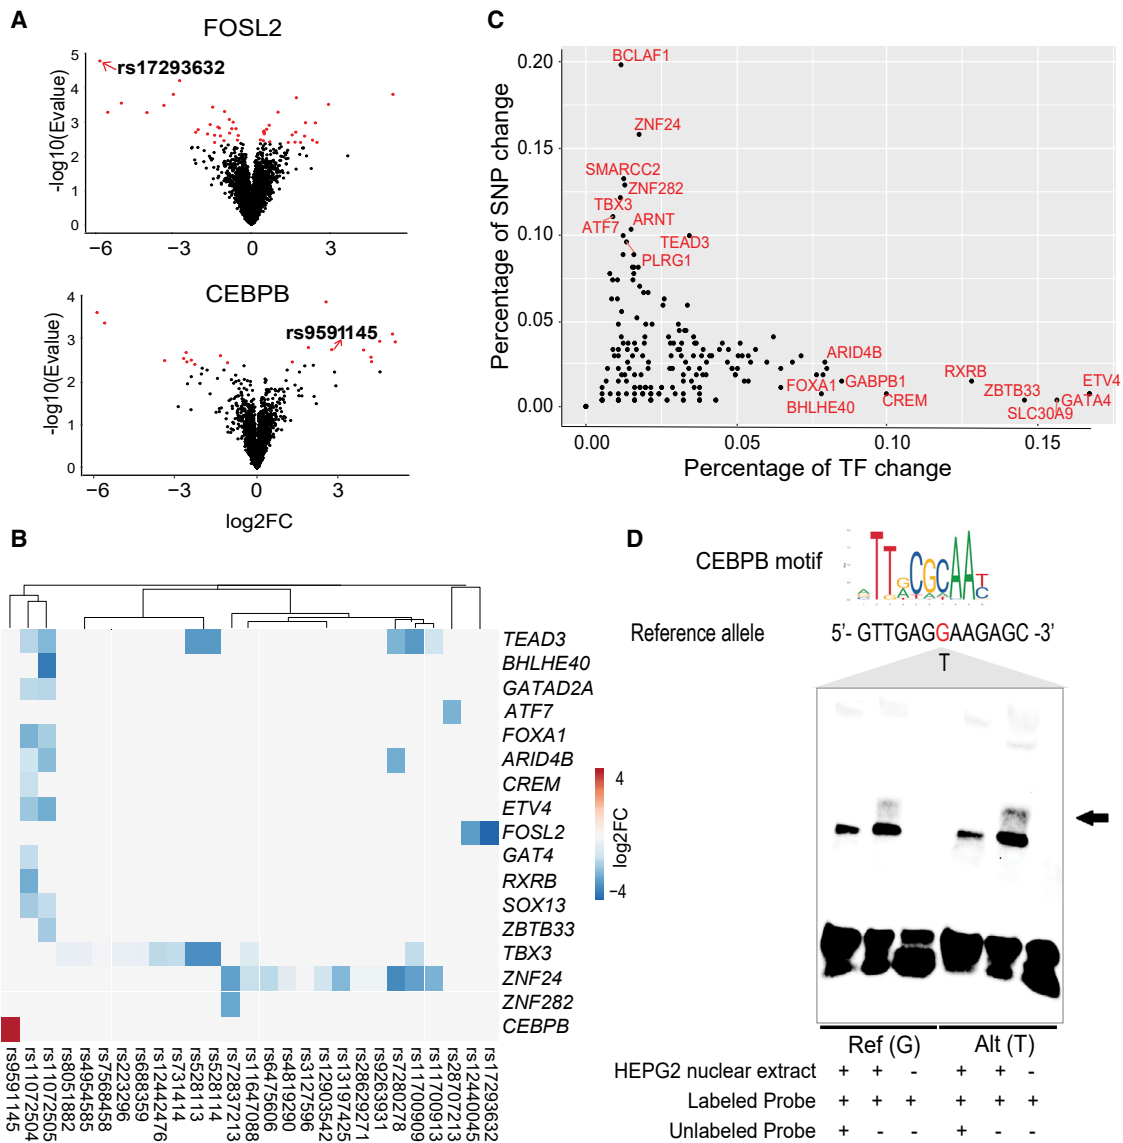 A
FOSL2
-log10(Evalue)
5
4
3
2
1
0
rs17293632
−6
−3
0
3
CEBPB
-log10(Evalue)
4
3
2
1
0
rs9591145
−6
−3
0
3
log2FC
C
Percentage of SNP change
0.20
0.15
0.10
0.05
0.00
BCLAF1
ZNF24
SMARCC2
ZNF282
TBX3
ATF7
ARNT
TEAD3
PLRG1
ARID4B
FOXA1
GABPB1
BHLHE40
CREM
RXRB
ZBTB33
ETV4
GATA4
SLC30A9
0.00
0.05
0.10
0.15
Percentage of TF change
B
TEAD3
BHLHE40
GATAD2A
ATF7
FOXA1
ARID4B
CREM
ETV4
FOSL2
GAT4
RXRB
SOX13
ZBTB33
TBX3
ZNF24
ZNF282
CEBPB
4
−4
log2FC
rs9591145
rs11072504
rs11072505
rs8051882
rs4954585
rs7568458
rs2239296
rs688359
rs12442476
rs731414
rs528113
rs528114
rs72837213
rs11647088
rs6475606
rs4819290
rs3127596
rs12903542
rs13197425
rs28629271
rs9263931
rs7280278
rs11700909
rs11700913
rs28707213
rs12440045
rs17293632
D
CEBPB motif
Reference allele
5’- GTTGAGGAAGAGC -3’
T
Ref (G)
Alt (T)
HEPG2 nuclear extract + + - + + -
Labeled Probe + + + + + +
Unlabeled Probe + - - + - -